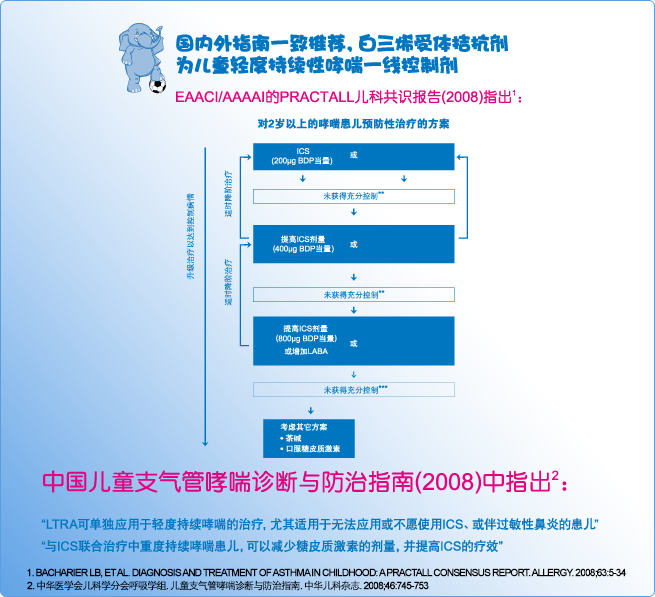 国内外指南一致推荐，白三烯受体拮抗剂
为儿童轻度持续性哮喘一线控制剂
EAACI/AAAAI的PRACTALL儿科共识报告(2008)指出1：
对2岁以上的哮喘患儿预防性治疗的方案
升级治疗以达到控制病情
适时降阶治疗
ICS
(200μg BDP当量)
或
未获得充分控制**
提高ICS剂量
(400μg BDP当量)
或
适时降阶治疗
未获得充分控制**
提高ICS剂量
(800μg BDP当量)
或增加LABA
或
未获得充分控制***
考虑其它方案
• 茶碱
• 口服糖皮质激素
中国儿童支气管哮喘诊断与防治指南(2008)中指出2：
“LTRA可单独应用于轻度持续哮喘的治疗, 尤其适用于无法应用或不愿使用ICS、或伴过敏性鼻炎的患儿”
“与ICS联合治疗中重度持续哮喘患儿, 可以减少糖皮质激素的剂量, 并提高ICS的疗效”
1. BACHARIER LB, ET AL. DIAGNOSIS AND TREATMENT OF ASTHMA IN CHILDHOOD: A PRACTALL CONSENSUS REPORT. ALLERGY. 2008;63:5-34
2. 中华医学会儿科学分会呼吸学组. 儿童支气管哮喘诊断与防治指南. 中华儿科杂志. 2008;46:745-753